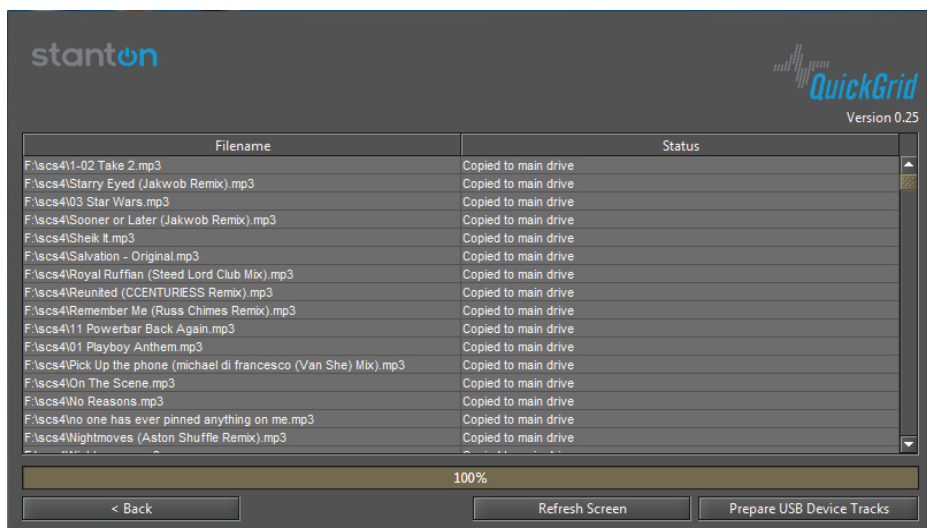 stanton
QuickGrid
Version 0.25
Filename Status
F:\scs4\1-02 Take 2.mp3 Copied to main drive
F:\scs4\Starry Eyed (Jakwob Remix).mp3 Copied to main drive
F:\scs4\03 Star Wars.mp3 Copied to main drive
F:\scs4\Sooner or Later (Jakwob Remix).mp3 Copied to main drive
F:\scs4\Sheik It.mp3 Copied to main drive
F:\scs4\Salvation - Original.mp3 Copied to main drive
F:\scs4\Royal Ruffian (Steed Lord Club Mix).mp3 Copied to main drive
F:\scs4\Reunited (CCENTURIESS Remix).mp3 Copied to main drive
F:\scs4\Remember Me (Russ Chimes Remix).mp3 Copied to main drive
F:\scs4\11 Powerbar Back Again.mp3 Copied to main drive
F:\scs4\01 Playboy Anthem.mp3 Copied to main drive
F:\scs4\Pick Up the phone (michael di francesco (Van She) Mix).mp3 Copied to main drive
F:\scs4\On The Scene.mp3 Copied to main drive
F:\scs4\No Reasons.mp3 Copied to main drive
F:\scs4\no one has ever pinned anything on me.mp3 Copied to main drive
F:\scs4\Nightmoves (Aston Shuffle Remix).mp3 Copied to main drive
100%
< Back Refresh Screen Prepare USB Device Tracks